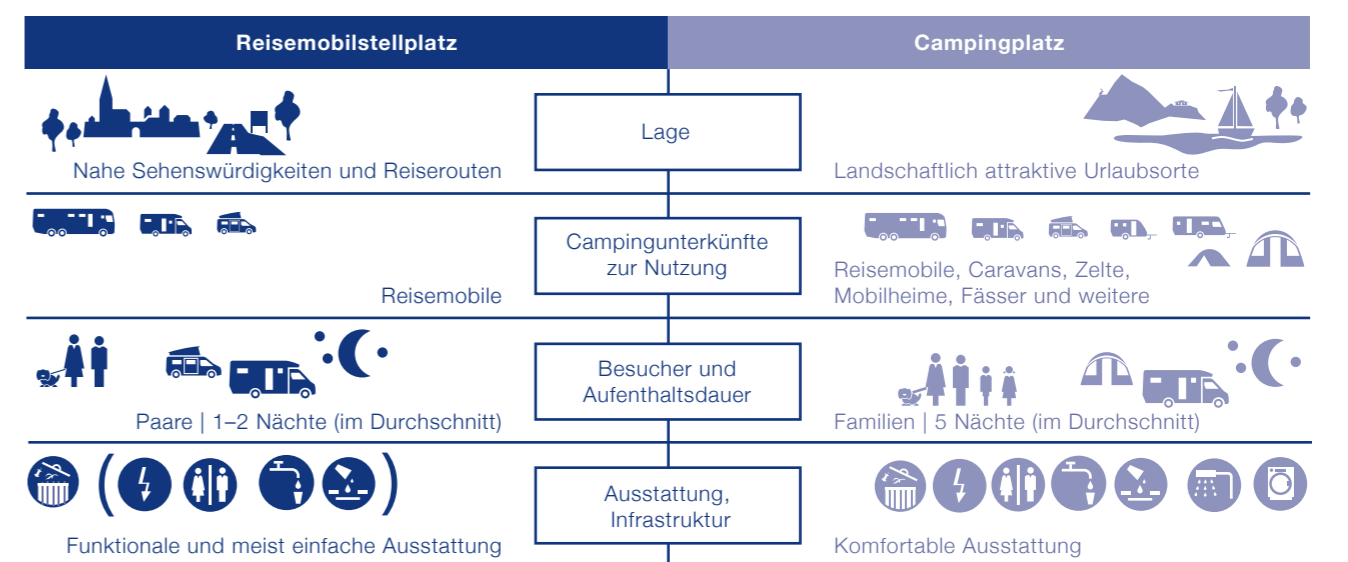 Reisemobilstellplatz
Campingplatz
Nahe Sehenswürdigkeiten und Reiserouten
Lage
Landschaftlich attraktive Urlaubsorte
Reisemobile
Campingunterkünfte
zur Nutzung
Reisemobile, Caravans, Zelte,
Mobilheime, Fässer und weitere
Paare | 1–2 Nächte (im Durchschnitt)
Besucher und
Aufenthaltsdauer
Familien | 5 Nächte (im Durchschnitt)
Funktionale und meist einfache Ausstattung
Ausstattung,
Infrastruktur
Komfortable Ausstattung